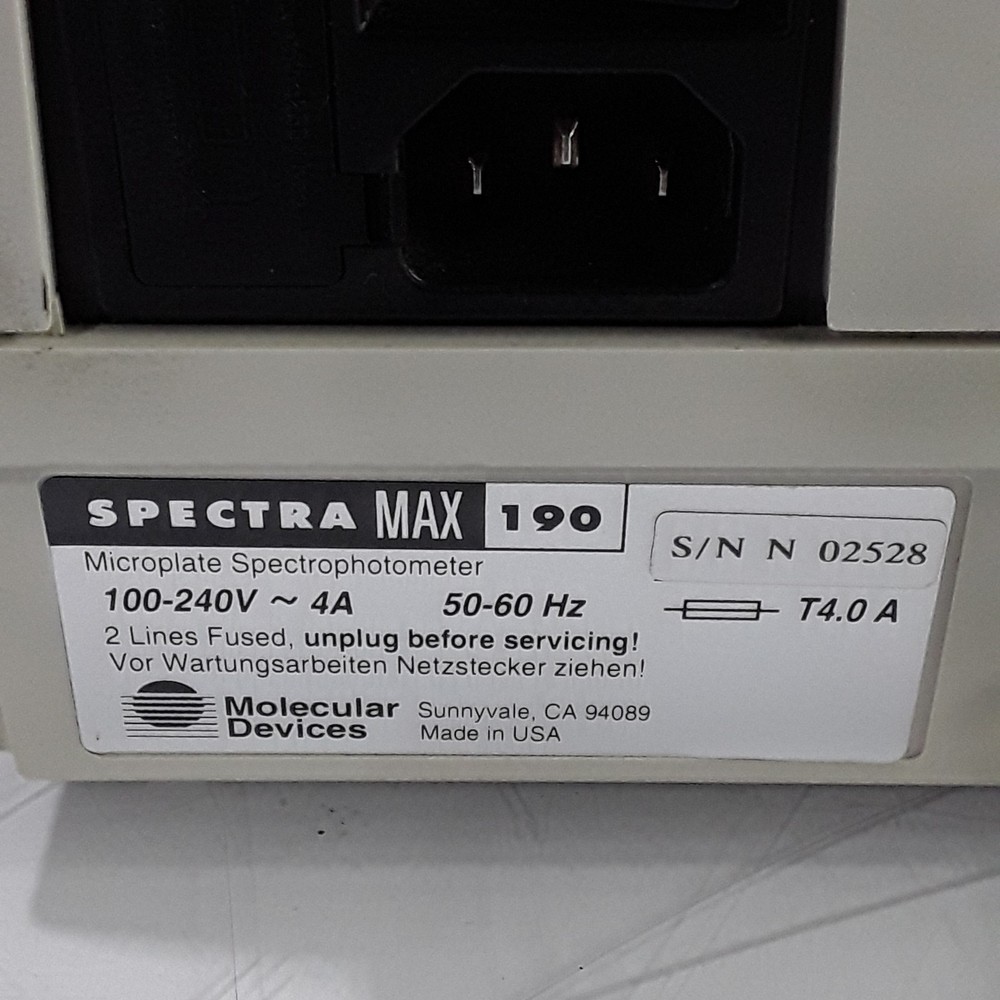 SPECTRA MAX 190
S/N N 02528
Microplate Spectrophotometer
100-240V ~ 4A 50-60 Hz T4.0 A
2 Lines Fused, unplug before servicing!
Vor Wartungsarbeiten Netzstecker ziehen!
Molecular
Devices
Sunnyvale, CA 94089
Made in USA